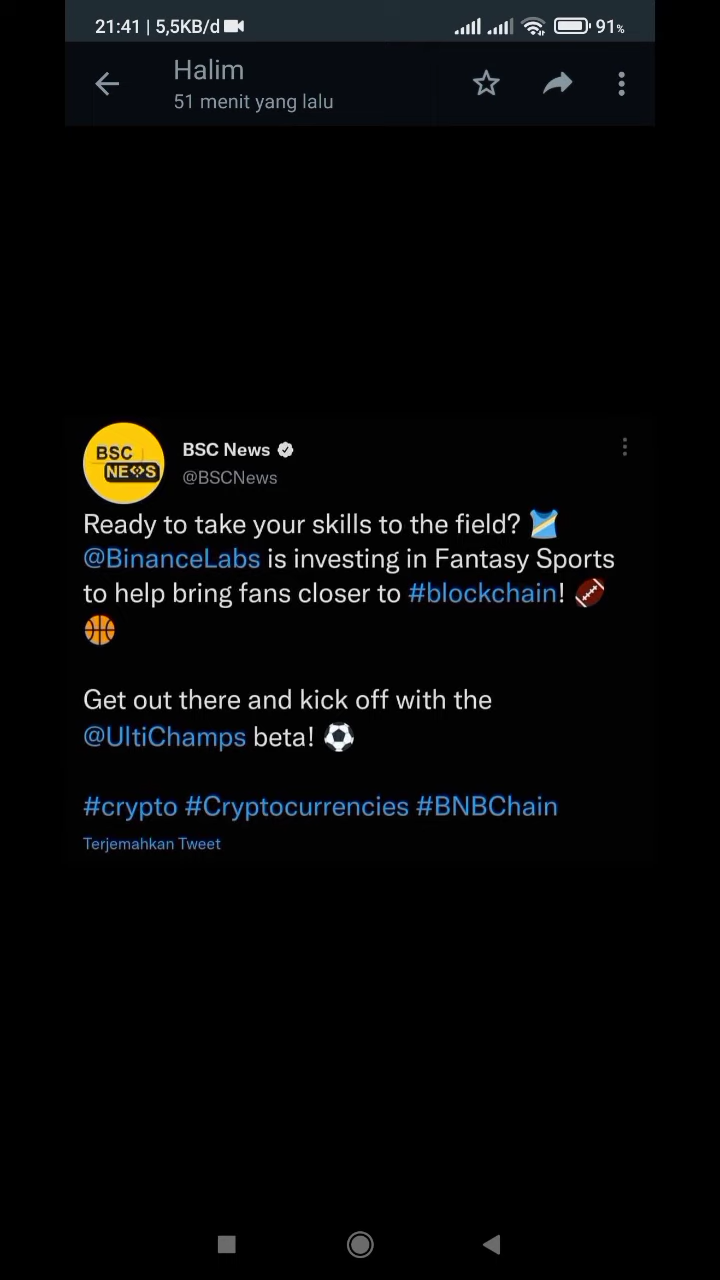 21:41 | 5,5KB/d 91%
Halim
51 menit yang lalu
BSC
NEWS
BSC News
@BSCNews
Ready to take your skills to the field? 🎽
@BinanceLabs is investing in Fantasy Sports
to help bring fans closer to #blockchain! 🏈
🏀
Get out there and kick off with the
@UltiChamps beta! ⚽
#crypto #Cryptocurrencies #BNBChain
Terjemahkan Tweet